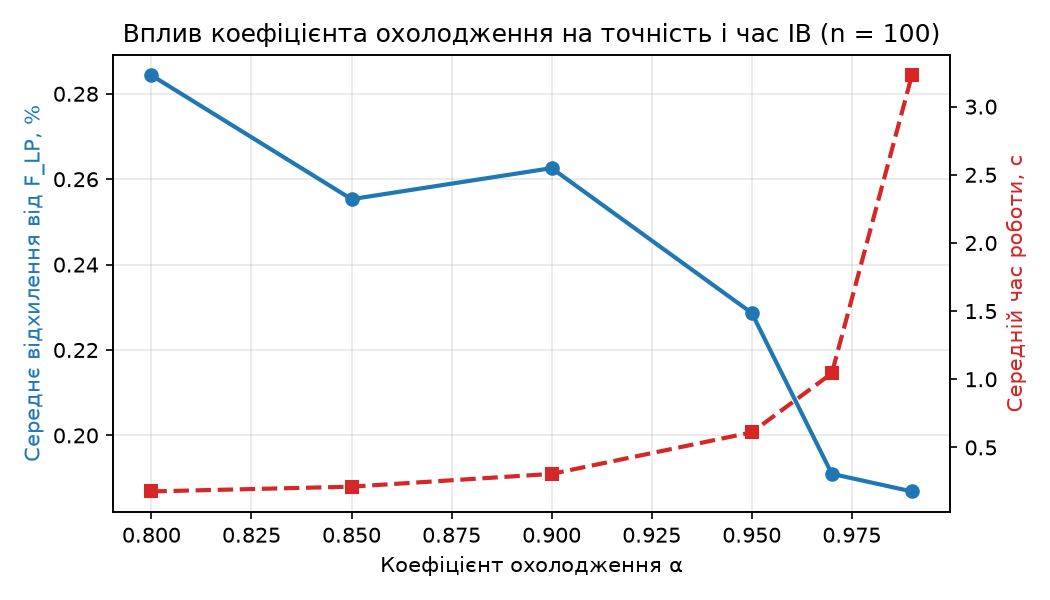 Вплив коефіцієнта охолодження на точність і час ІВ (n = 100)
Середнє відхилення від F_LP, %
0.28
0.26
0.24
0.22
0.20
3.0
2.5
2.0
1.5
1.0
0.5
Середній час роботи, с
0.800 0.825 0.850 0.875 0.900 0.925 0.950 0.975
Коефіцієнт охолодження α